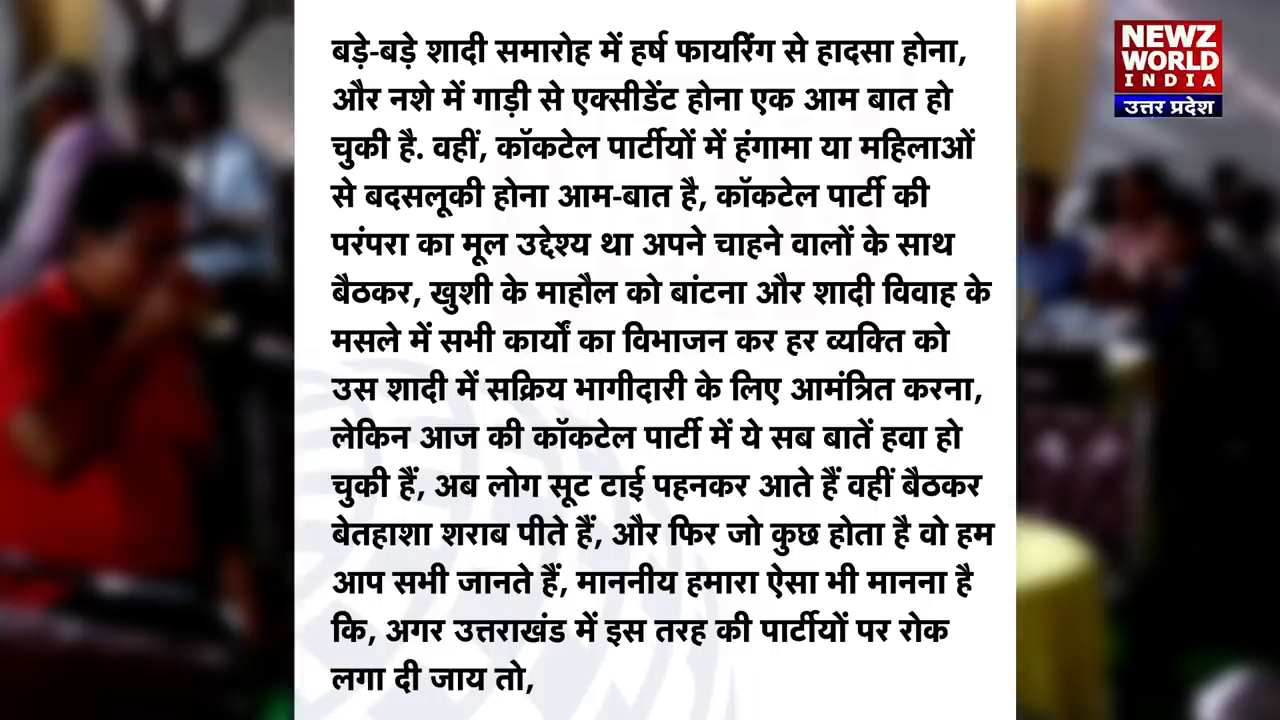 बड़े-बड़े शादी समारोह में हर्ष फायरिंग से हादसा होना,
और नशे में गाड़ी से एक्सीडेंट होना एक आम बात हो
चुकी है. वहीं, कॉकटेल पार्टीयों में हंगामा या महिलाओं
से बदसलूकी होना आम-बात है, कॉकटेल पार्टी की
परंपरा का मूल उद्देश्य था अपने चाहने वालों के साथ
बैठकर, खुशी के माहौल को बांटना और शादी विवाह के
मसले में सभी कार्यों का विभाजन कर हर व्यक्ति को
उस शादी में सक्रिय भागीदारी के लिए आमंत्रित करना,
लेकिन आज की कॉकटेल पार्टी में ये सब बातें हवा हो
चुकी हैं, अब लोग सूट टाई पहनकर आते हैं वहीं बैठकर
बेतहाशा शराब पीते हैं, और फिर जो कुछ होता है वो हम
आप सभी जानते हैं, माननीय हमारा ऐसा भी मानना है
कि, अगर उत्तराखंड में इस तरह की पार्टीयों पर रोक
लगा दी जाय तो,
NEWZ
WORLD
INDIA
उत्तर प्रदेश